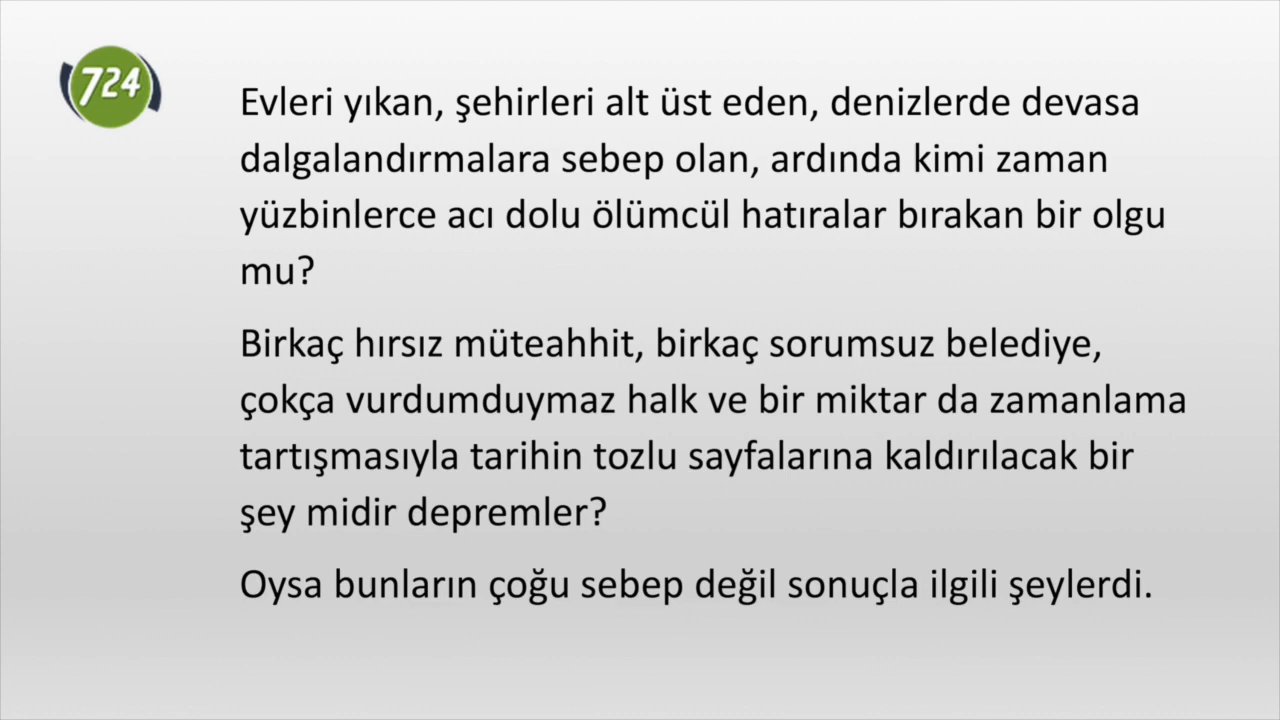 724
Evleri yıkan, şehirleri alt üst eden, denizlerde devasa
dalgalandırmalara sebep olan, ardında kimi zaman
yüzbinlerce acı dolu ölümcül hatıralar bırakan bir olgu
mu?
Birkaç hırsız müteahhit, birkaç sorumsuz belediye,
çokça vurdumduymaz halk ve bir miktar da zamanlama
tartışmasıyla tarihin tozlu sayfalarına kaldırılacak bir
şey midir depremler?
Oysa bunların çoğu sebep değil sonuçla ilgili şeylerdi.